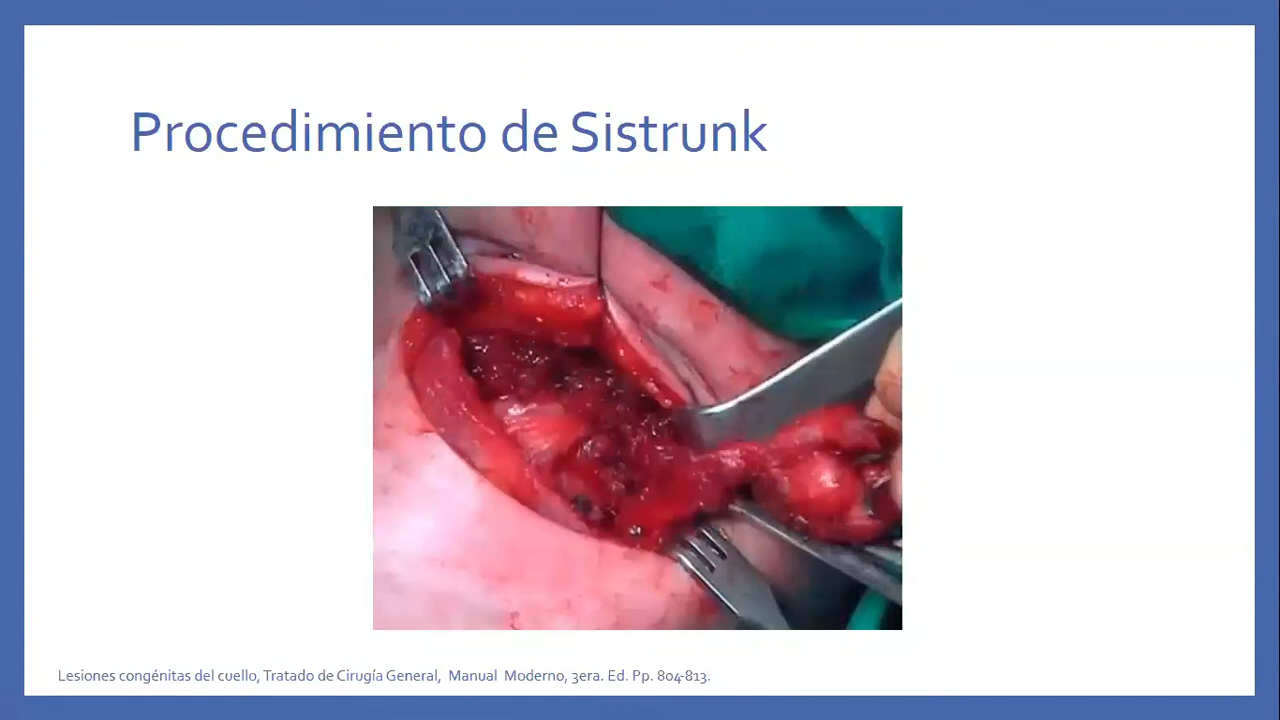 Procedimiento de Sistrunk
Lesiones congénitas del cuello, Tratado de Cirugía General, Manual Moderno, 3era. Ed. Pp. 804-813.